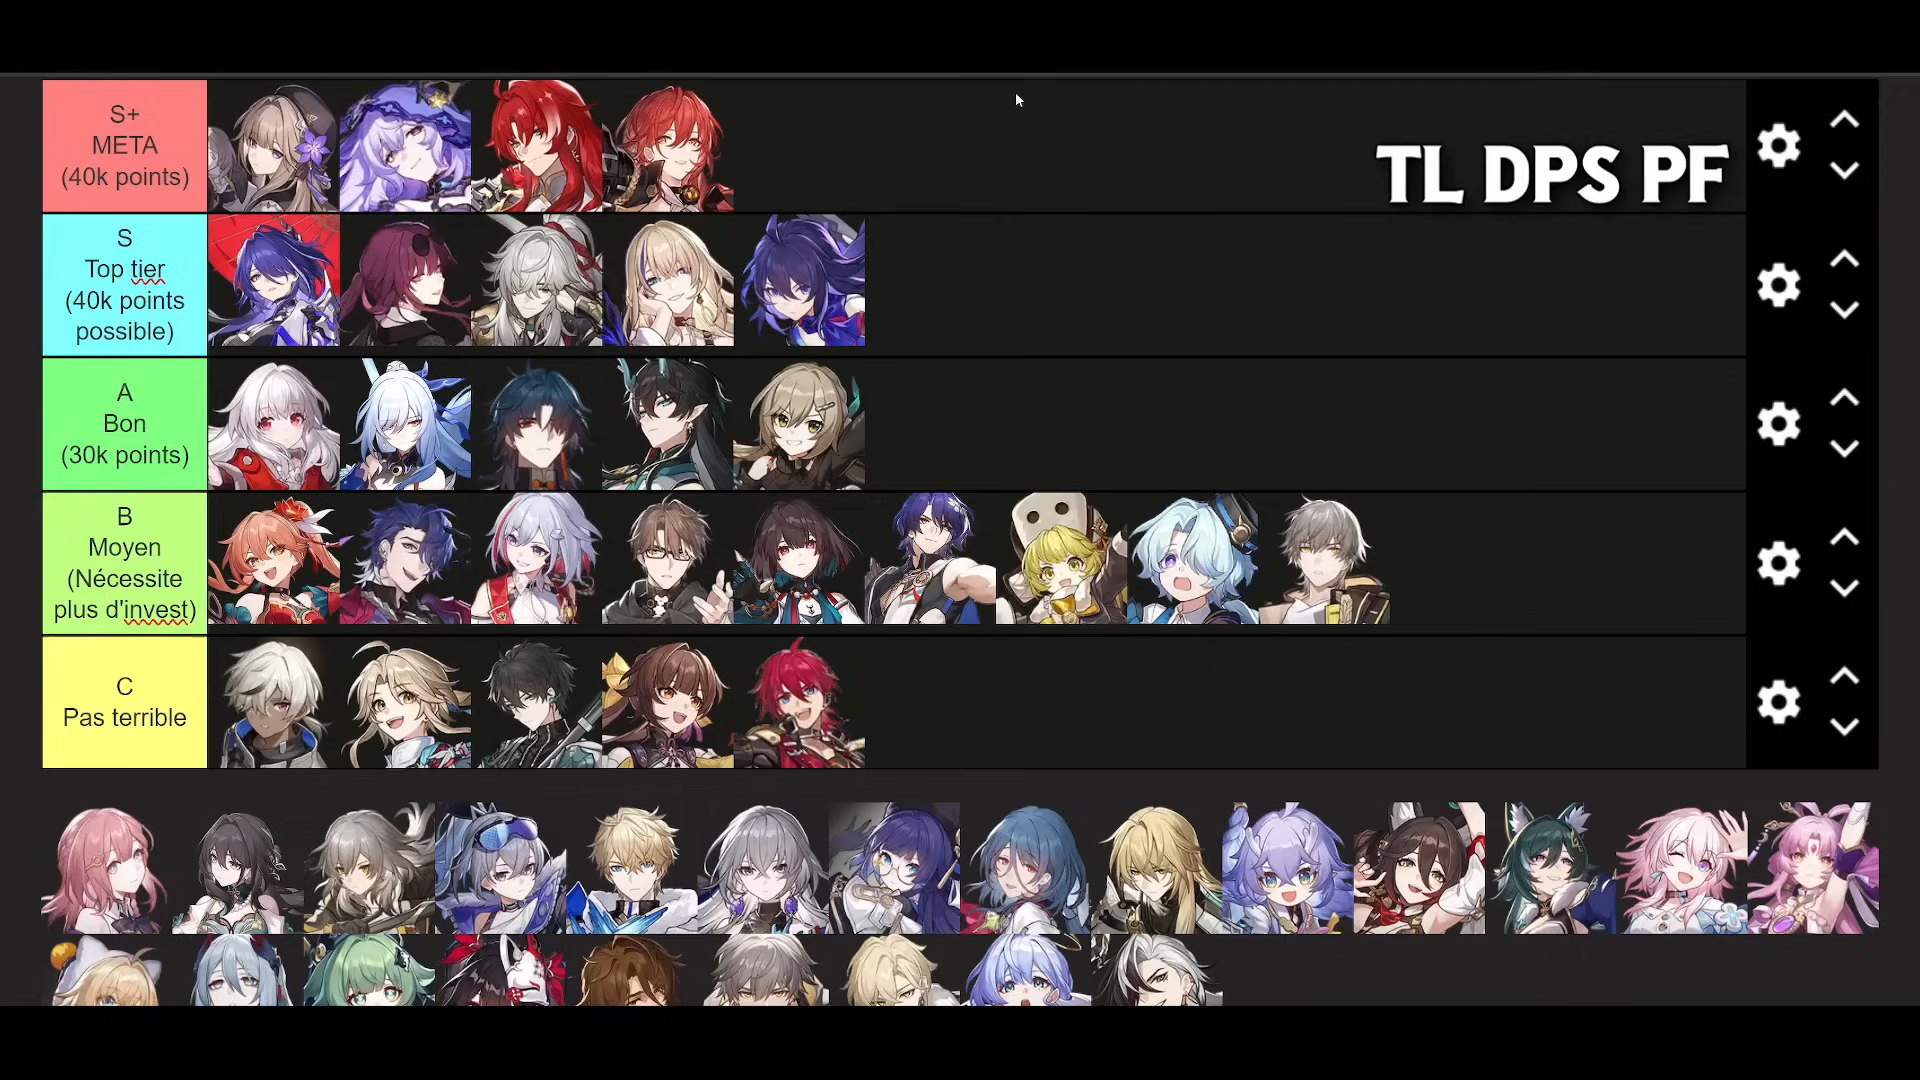 S+
META
(40k points)
TL DPS PF
S
Top tier
(40k points
possible)
A
Bon
(30k points)
B
Moyen
(Nécessite
plus d'invest)
C
Pas terrible